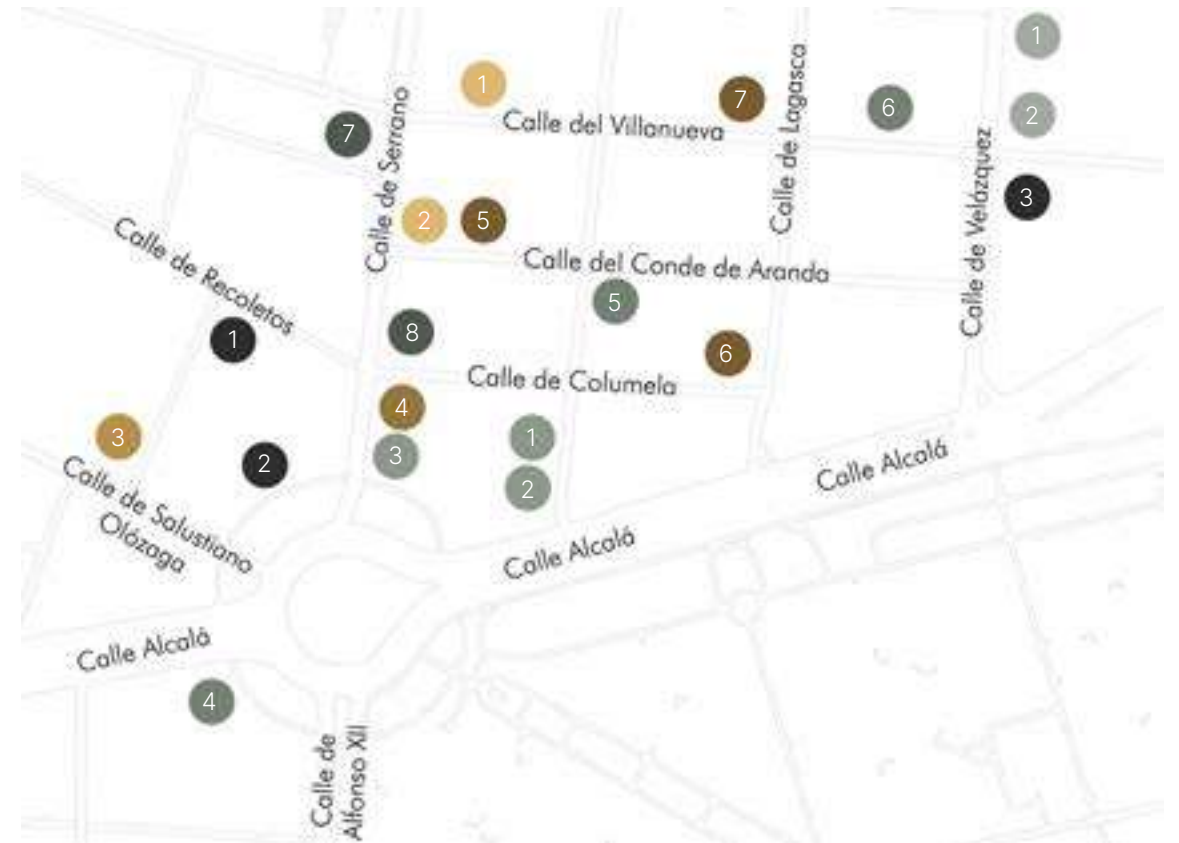 1
1
7
Calle de Lagasca
6
2
7
Calle de Serrano
Calle del Villanueva
Calle de Velázquez
3
2
5
Calle de Recoletos
Calle del Conde de Aranda
5
1
8
6
Calle de Columela
4
3
1
3
2
2
Calle de Salustiano
Olózaga
Calle Alcalá
Calle Alcalá
Calle Alcalá
4
Calle de
Alfonso XII